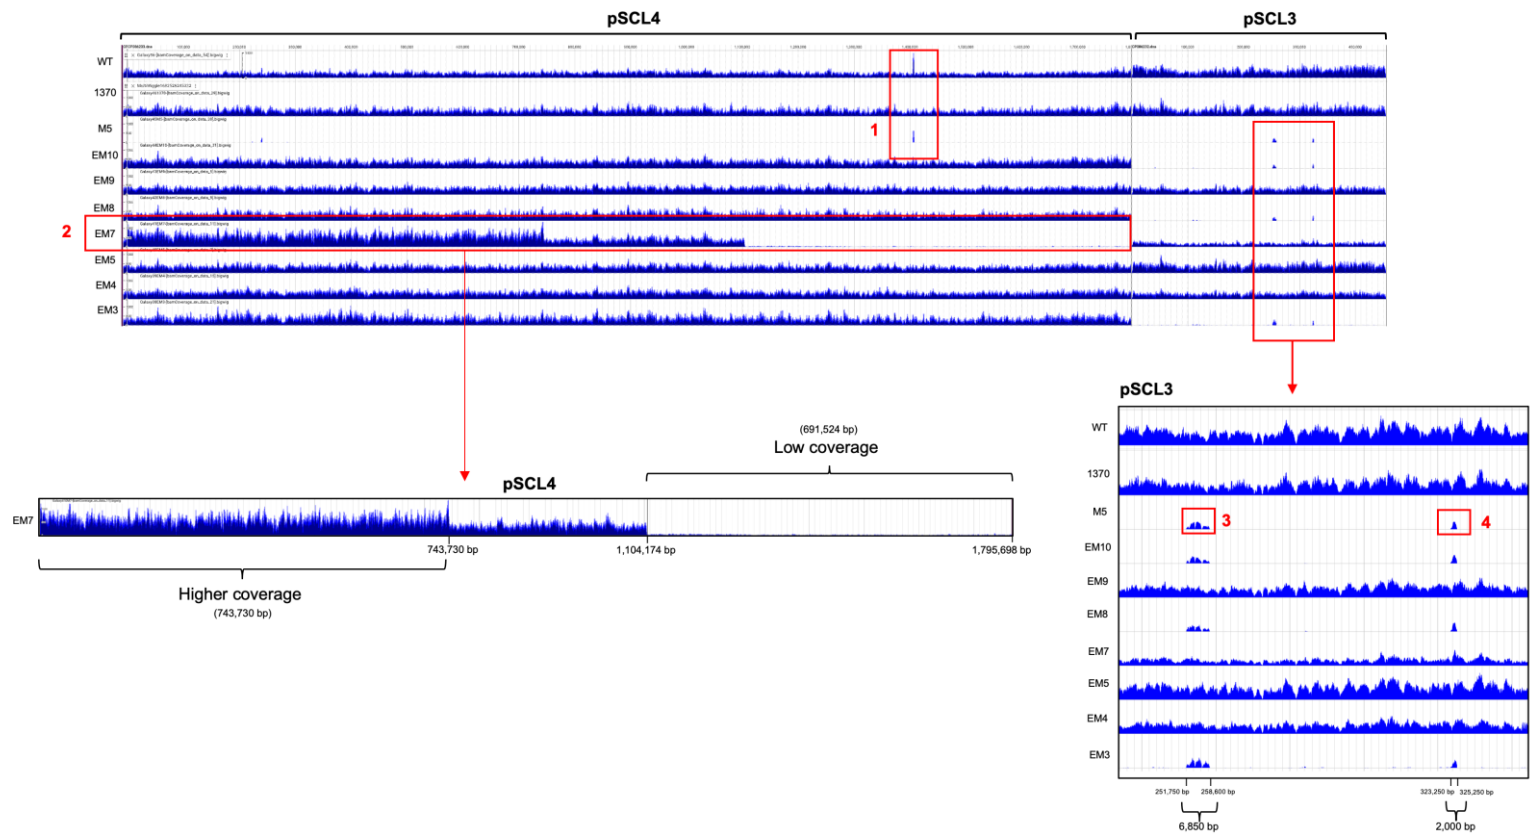 pSCL4
pSCL3
WT
1370
M5
EM10
EM9
EM8
EM7
EM5
EM4
EM3
1
2
pSCL4
EM7
743,730 bp
1,104,174 bp
1,795,698 bp
Higher coverage
(743,730 bp)
(691,524 bp)
Low coverage
pSCL3
WT
1370
M5
3
4
EM10
EM9
EM8
EM7
EM5
EM4
EM3
251,750 bp
258,600 bp
323,250 bp
325,250 bp
6,850 bp
2,000 bp